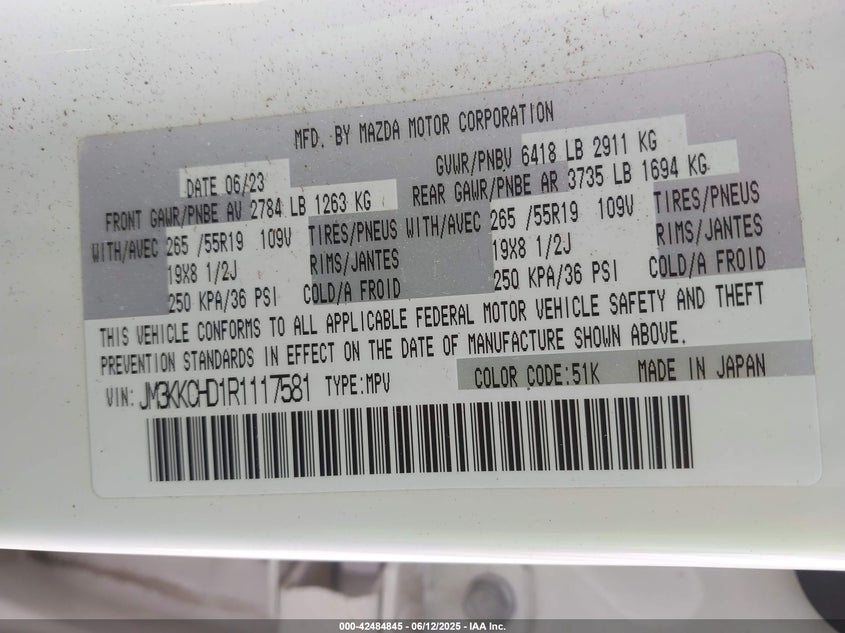 MFD. BY MAZDA MOTOR CORPORATION
DATE 06/23 GVWR/PNBV 6418 LB 2911 KG
FRONT GAWR/PNBE AV 2784 LB 1263 KG REAR GAWR/PNBE AR 3735 LB 1694 KG
WITH/AVEC 265 /55R19 109V TIRES/PNEUS WITH/AVEC 265 /55R19 109V TIRES/PNEUS
19X8 1/2J RIMS/JANTES 19X8 1/2J RIMS/JANTES
250 KPA/36 PSI COLD/A FROID 250 KPA/36 PSI COLD/A FROID
THIS VEHICLE CONFORMS TO ALL APPLICABLE FEDERAL MOTOR VEHICLE SAFETY AND THEFT
PREVENTION STANDARDS IN EFFECT ON THE DATE OF MANUFACTURE SHOWN ABOVE.
VIN: JM3KKCHD1R1117581 TYPE:MPV COLOR CODE:51K MADE IN JAPAN
000-42484845 - 06/12/2025 - IAA Inc.